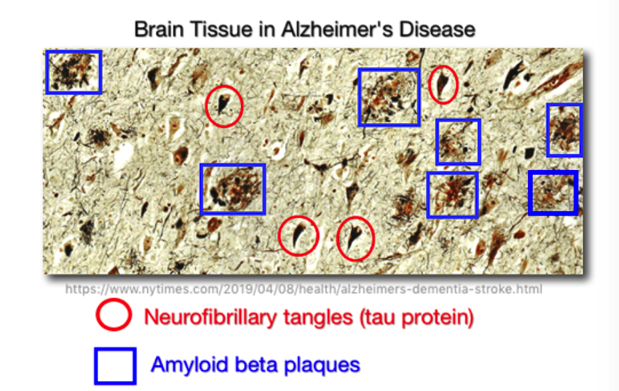 Brain Tissue in Alzheimer's Disease
https://www.nytimes.com/2019/04/08/health/alzheimers-dementia-stroke.html
Neurofibrillary tangles (tau protein)
Amyloid beta plaques